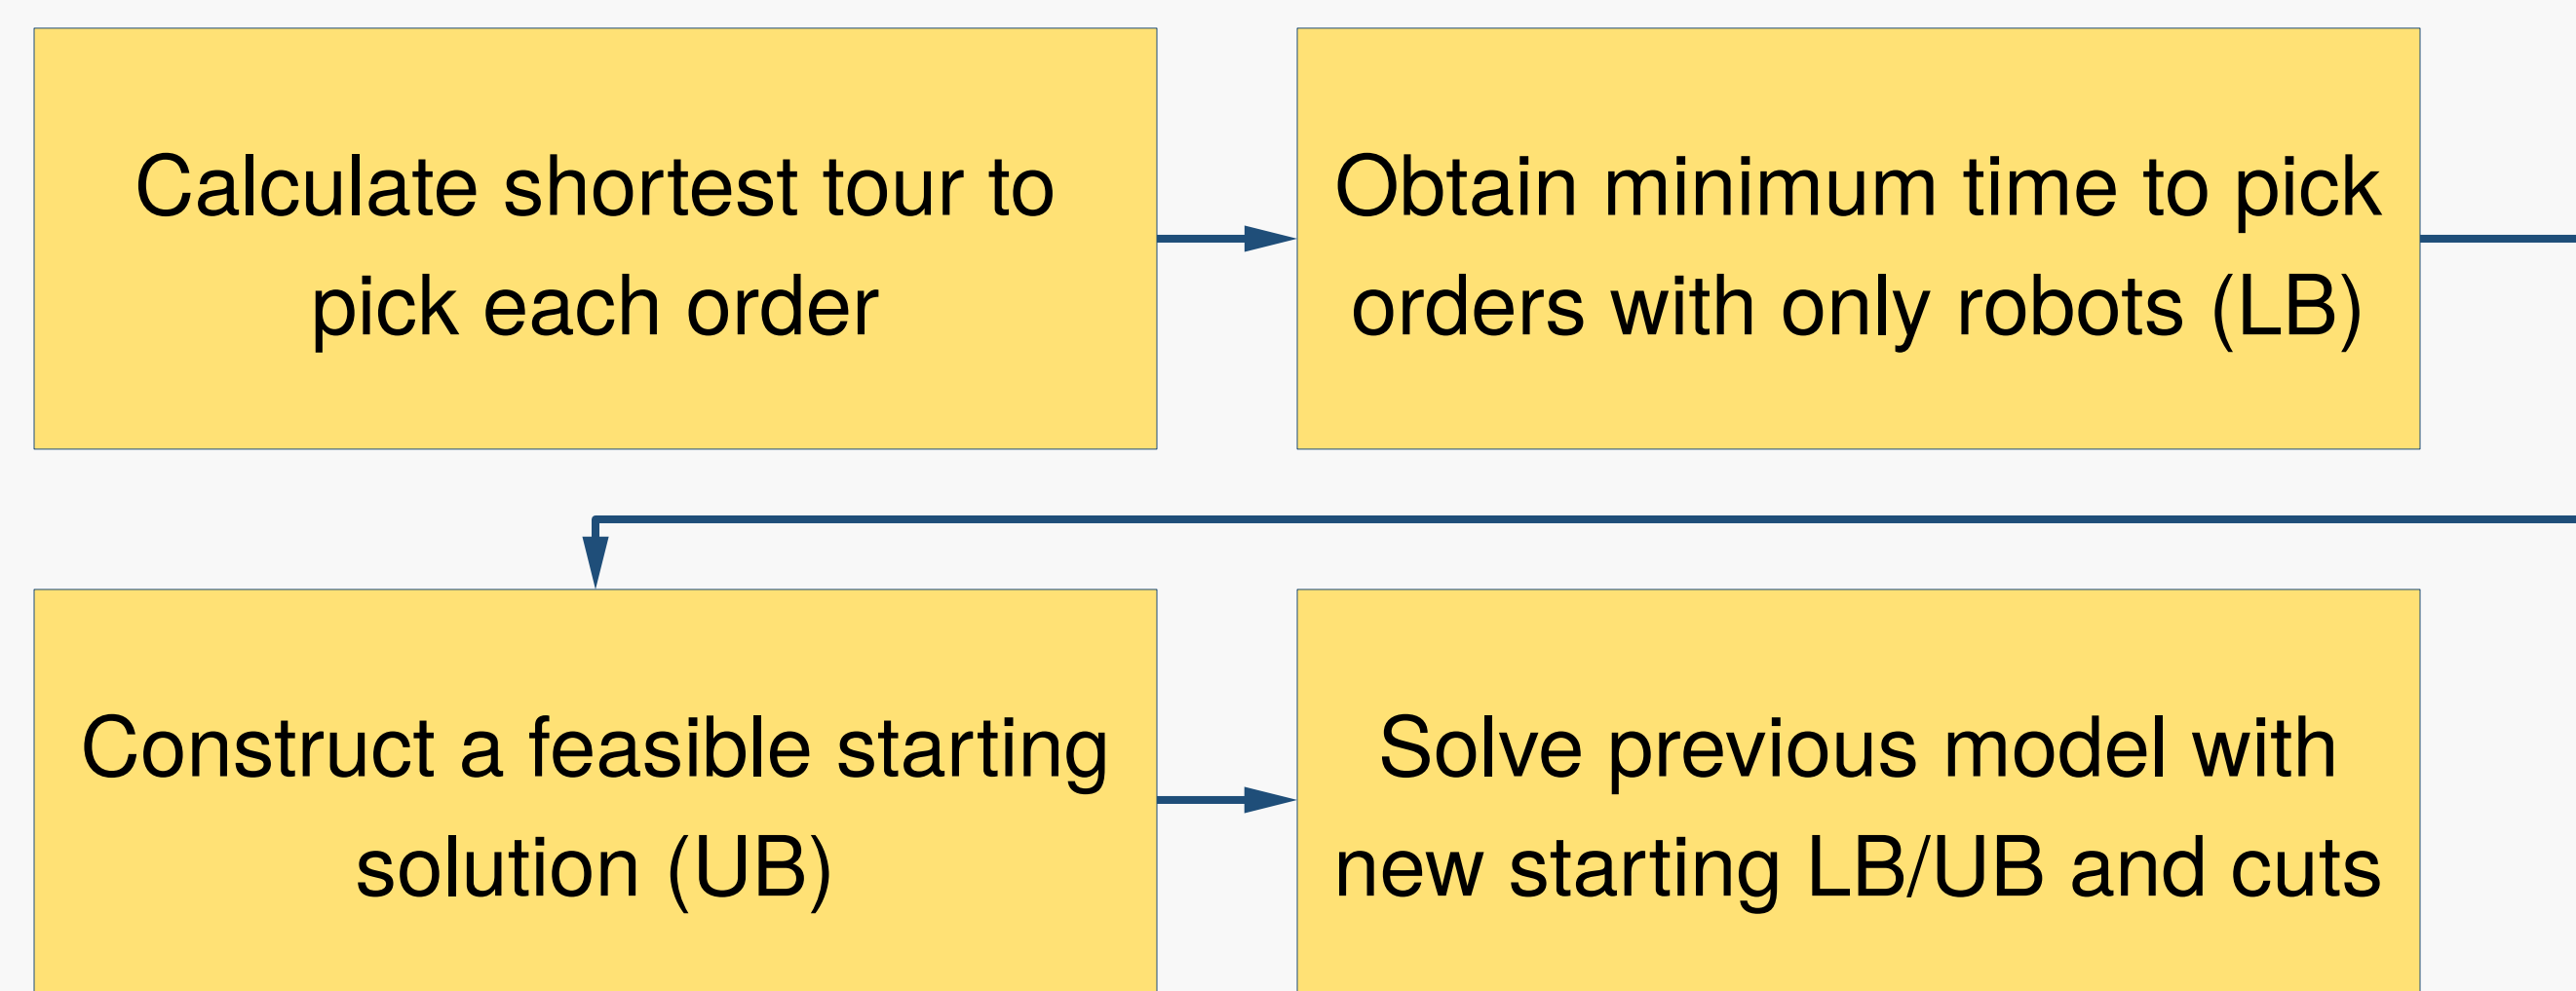 Calculate shortest tour to
pick each order
Obtain minimum time to pick
orders with only robots (LB)
Construct a feasible starting
solution (UB)
Solve previous model with
new starting LB/UB and cuts